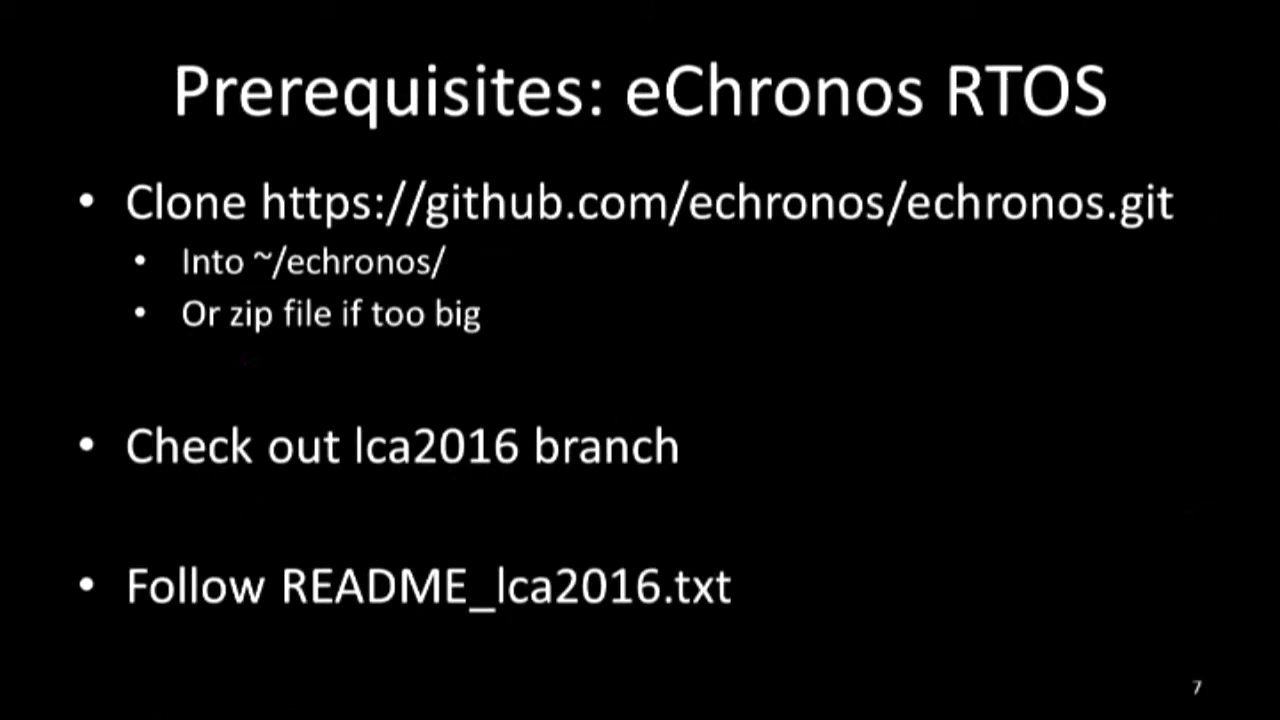 Prerequisites: eChronos RTOS
• Clone https://github.com/echronos/echronos.git
• Into ~/echronos/
• Or zip file if too big
• Check out lca2016 branch
• Follow README_lca2016.txt
7